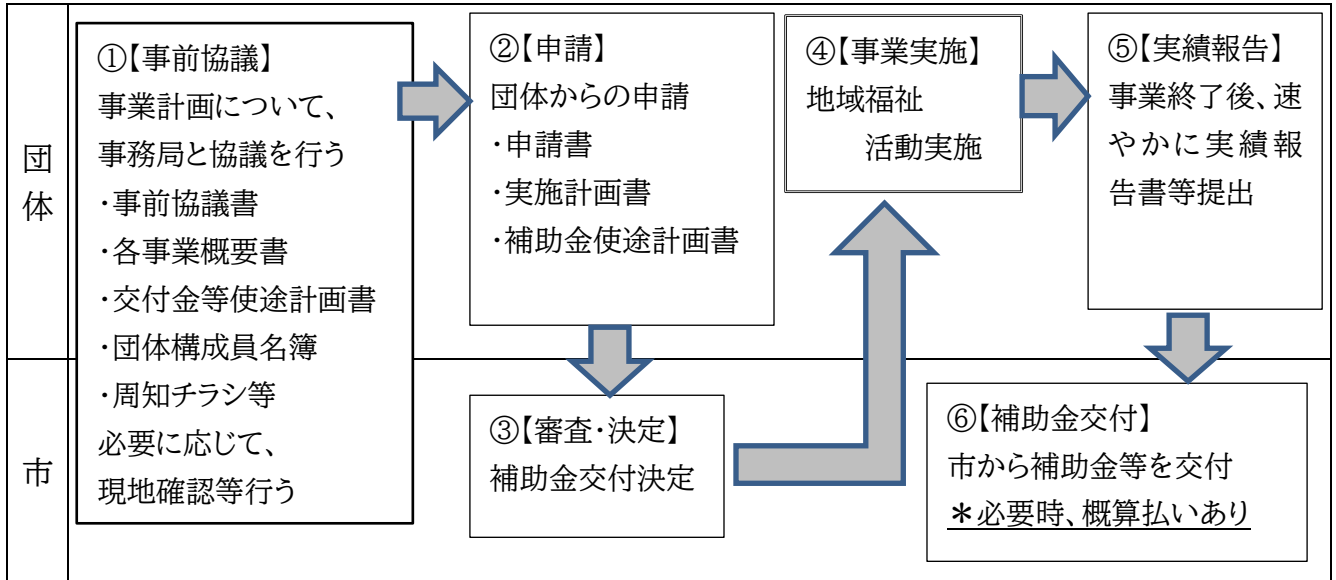 団体
①【事前協議】
事業計画について、
事務局と協議を行う
・事前協議書
・各事業概要書
・交付金等使途計画書
・団体構成員名簿
・周知チラシ等
必要に応じて、
現地確認等行う
②【申請】
団体からの申請
・申請書
・実施計画書
・補助金使途計画書
④【事業実施】
地域福祉
活動実施
⑤【実績報告】
事業終了後、速
やかに実績報
告書等提出
市
③【審査・決定】
補助金交付決定
⑥【補助金交付】
市から補助金等を交付
＊必要時、概算払いあり